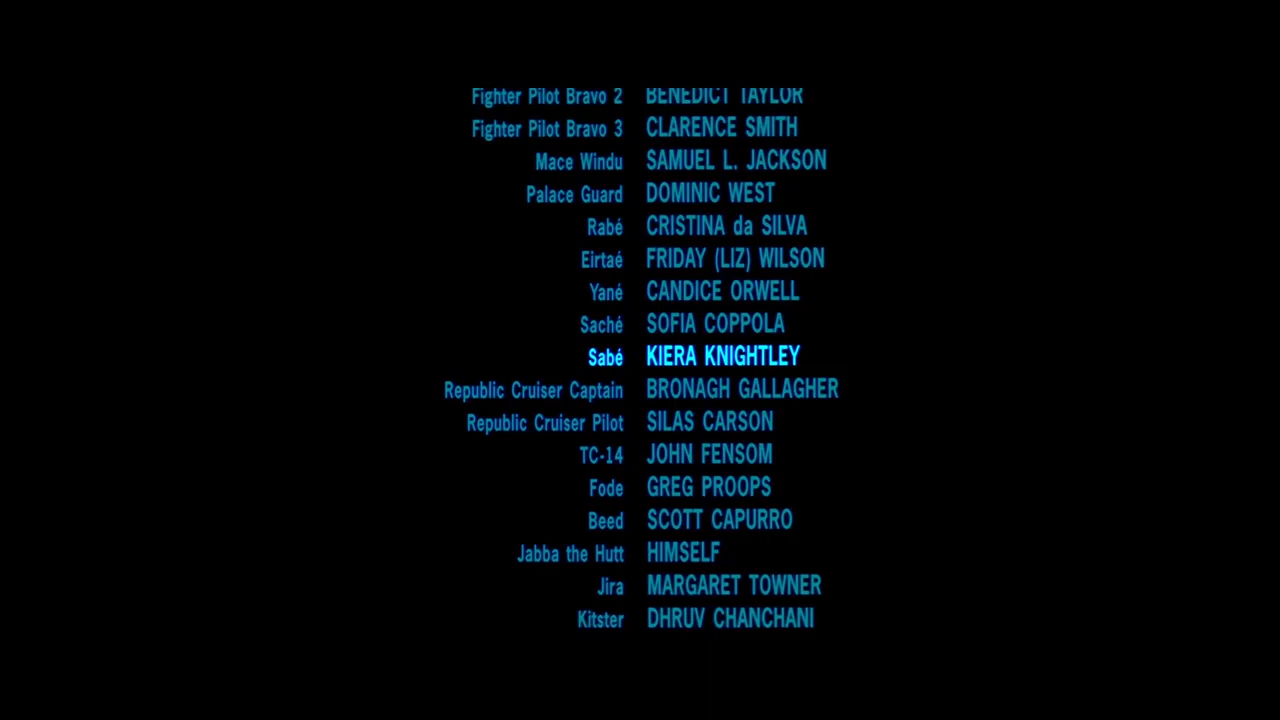 Fighter Pilot Bravo 2 BENEDICT TAYLOR
Fighter Pilot Bravo 3 CLARENCE SMITH
Mace Windu SAMUEL L. JACKSON
Palace Guard DOMINIC WEST
Rabé CRISTINA da SILVA
Eirtaé FRIDAY (LIZ) WILSON
Yané CANDICE ORWELL
Saché SOFIA COPPOLA
Sabé KIERA KNIGHTLEY
Republic Cruiser Captain BRONAGH GALLAGHER
Republic Cruiser Pilot SILAS CARSON
TC-14 JOHN FENSOM
Fode GREG PROOPS
Beed SCOTT CAPURRO
Jabba the Hutt HIMSELF
Jira MARGARET TOWNER
Kitster DHRUV CHANCHANI